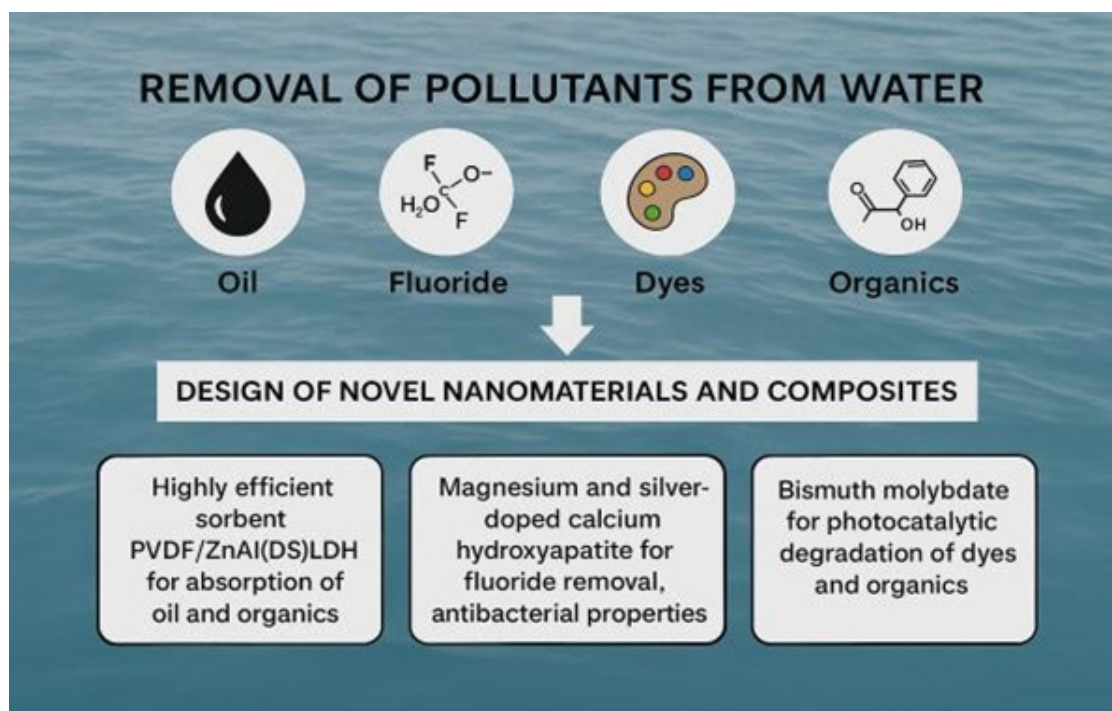 REMOVAL OF POLLUTANTS FROM WATER
F
O–
C
H₂O
F
O
OH
Oil
Fluoride
Dyes
Organics
DESIGN OF NOVEL NANOMATERIALS AND COMPOSITES
Highly efficient
sorbent
PVDF/ZnAl(DS)LDH
for absorption of
oil and organics
Magnesium and silver-
doped calcium
hydroxyapatite for
fluoride removal,
antibacterial properties
Bismuth molybdate
for photocatalytic
degradation of dyes
and organics